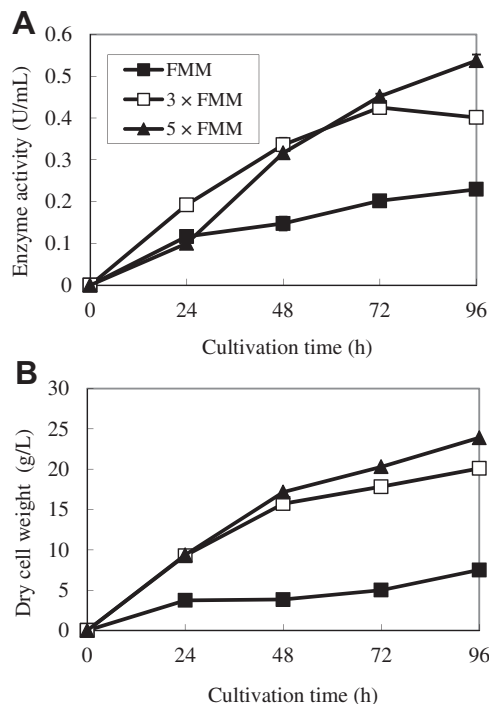 A
Enzyme activity (U/mL)
0.6
0.5
0.4
0.3
0.2
0.1
0
FMM
3 × FMM
5 × FMM
0 24 48 72 96
Cultivation time (h)
B
Dry cell weight (g/L)
30
25
20
15
10
5
0
0 24 48 72 96
Cultivation time (h)